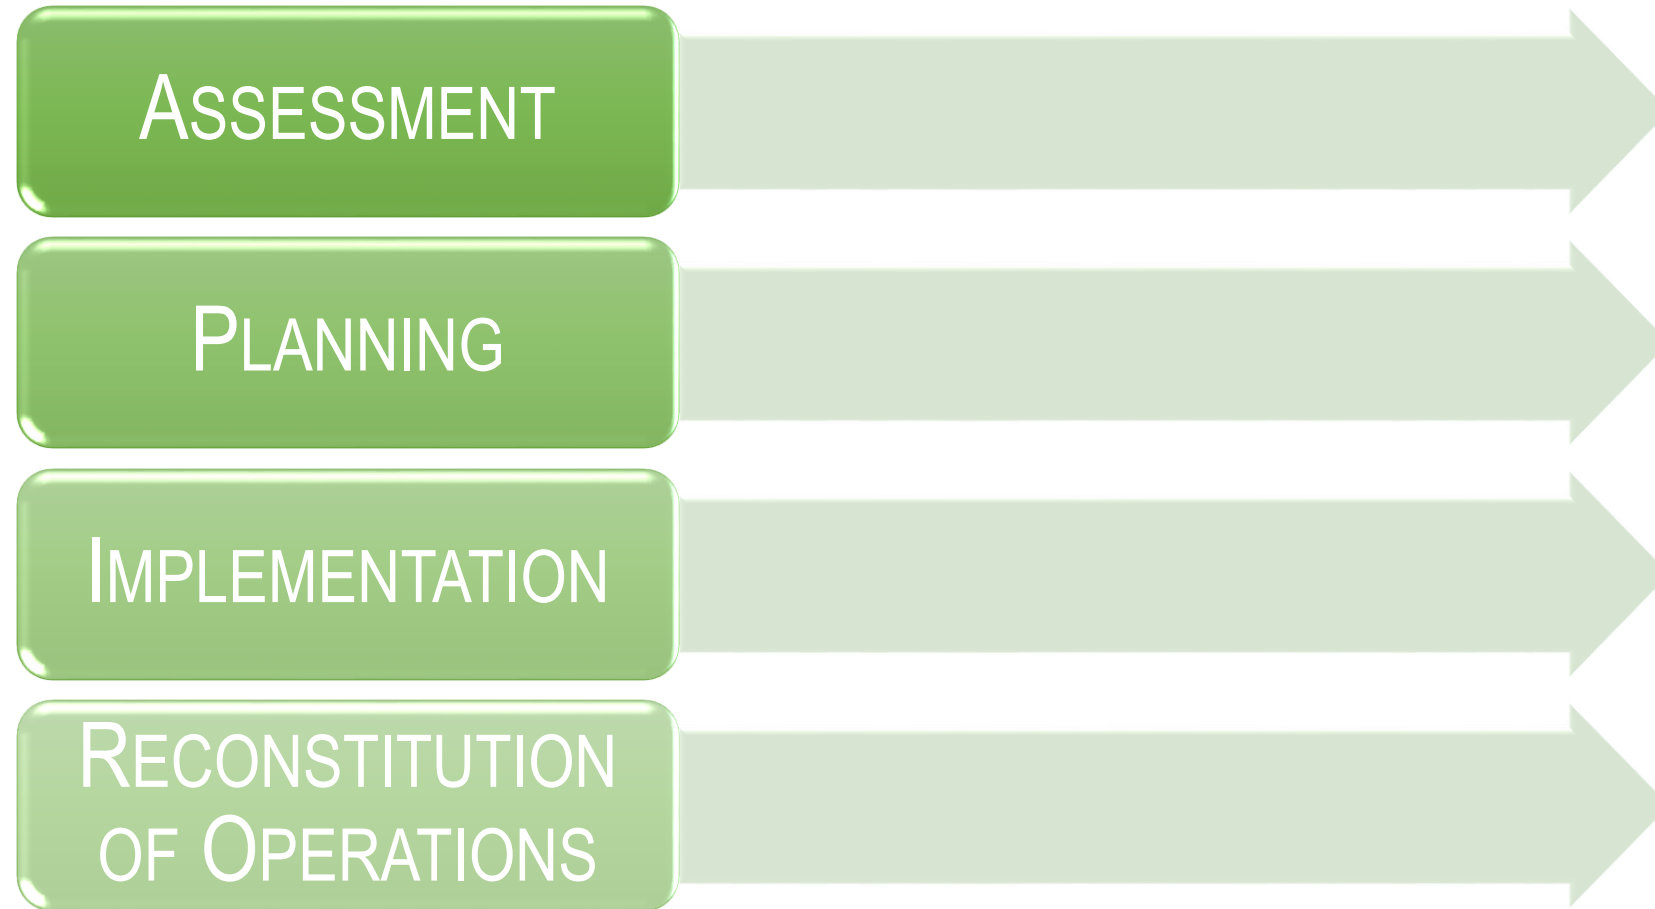 Assessment
Planning
Implementation
Reconstitution
of Operations